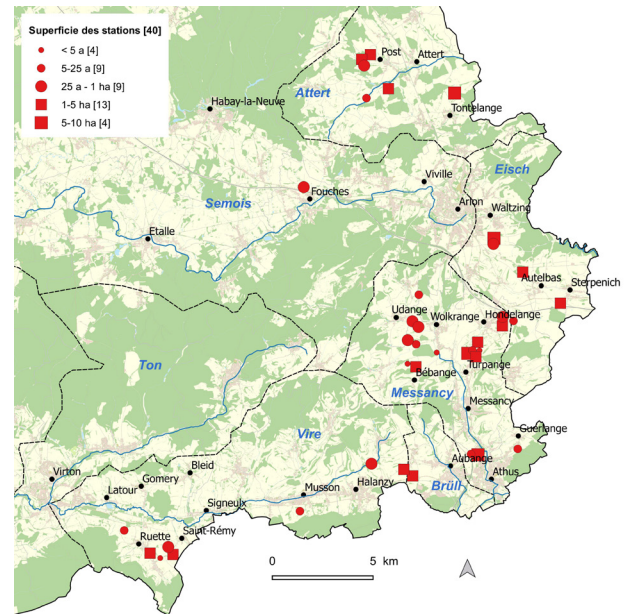 Superficie des stations [40]
< 5 a [4]
5-25 a [9]
25 a - 1 ha [9]
1-5 ha [13]
5-10 ha [4]
Post
Attert
Attert
Habay-la-Neuve
Tontelange
Eisch
Viville
Semois
Fouches
Arlon
Waltzing
Etalle
Autelbas
Sterpenich
Udange
Wolkrange
Hondelange
Ton
Turpange
Bébange
Messancy
Messancy
Vire
Guerlange
Bleid
Aubange
Virton
Gomery
Athus
Brüll
Latour
Musson
Halanzy
Signeulx
Ruette
Saint-Rémy
0
5 km